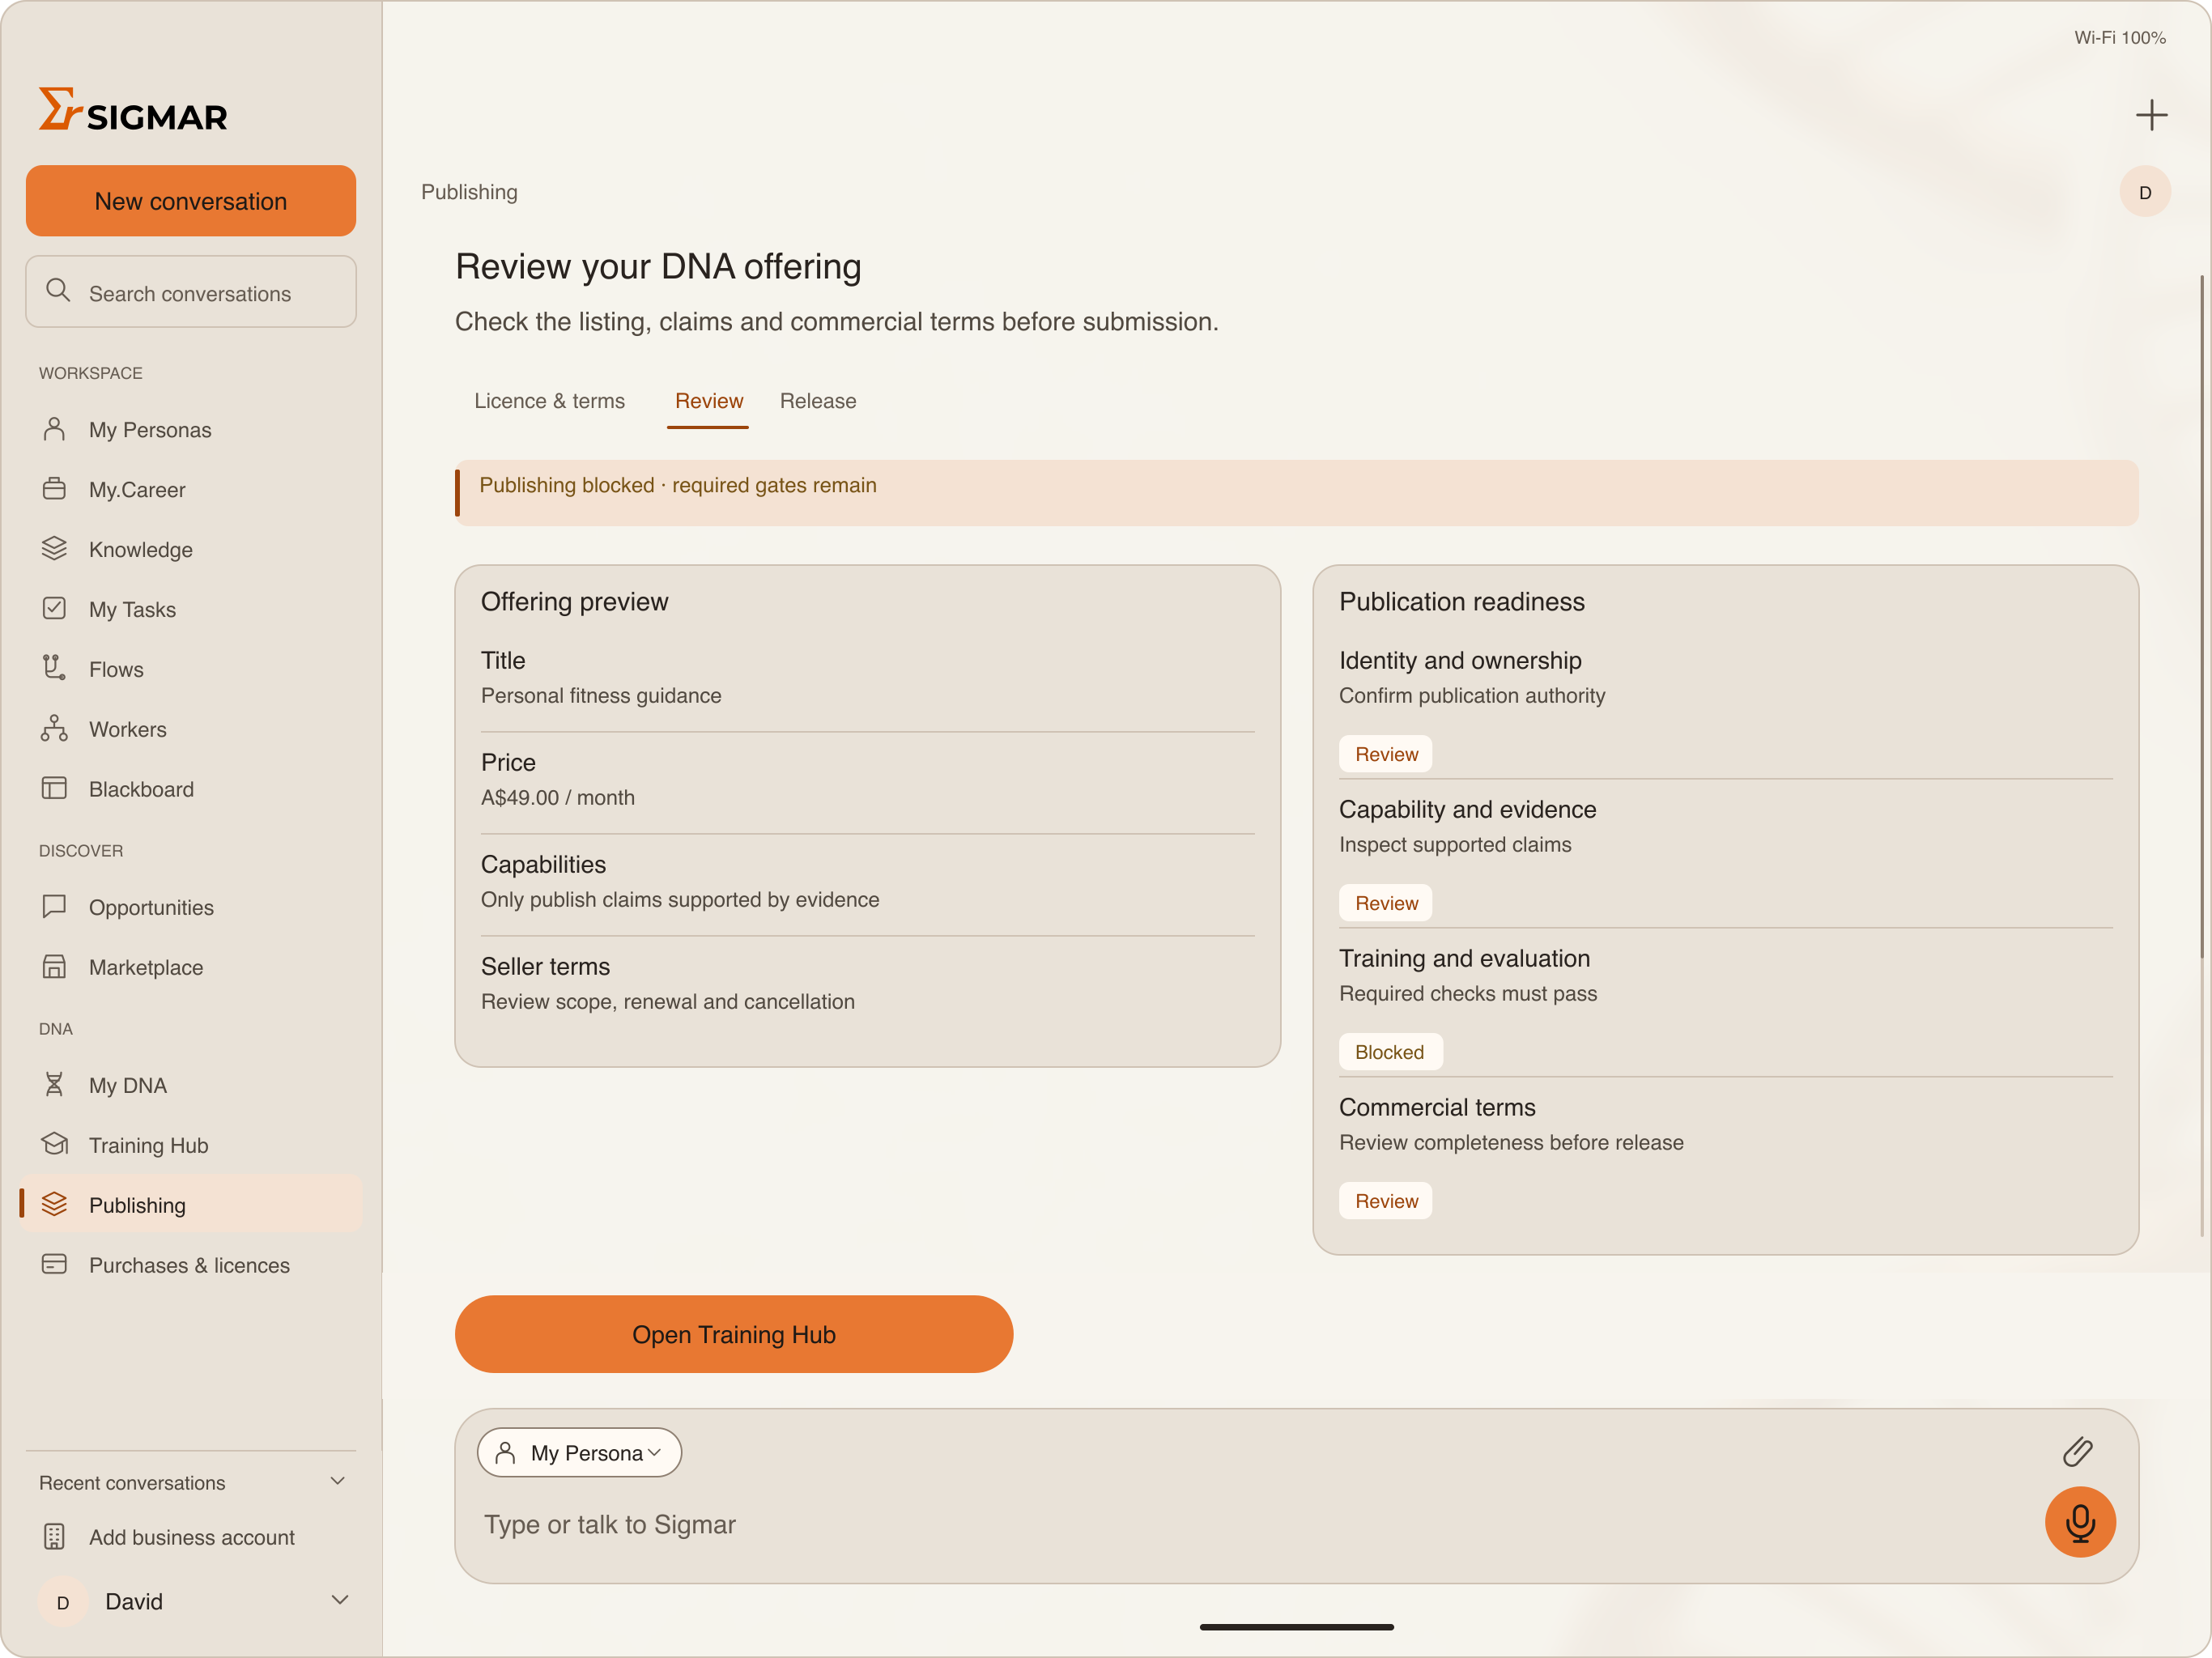 Wi-Fi 100%
SIGMAR
New conversation
Search conversations
WORKSPACE
My Personas
My.Career
Knowledge
My Tasks
Flows
Workers
Blackboard
DISCOVER
Opportunities
Marketplace
DNA
My DNA
Training Hub
Publishing
Purchases & licences
Recent conversations
Add business account
D
David
Publishing
D
Review your DNA offering
Check the listing, claims and commercial terms before submission.
Licence & terms
Review
Release
Publishing blocked · required gates remain
Offering preview
Title
Personal fitness guidance
Price
A$49.00 / month
Capabilities
Only publish claims supported by evidence
Seller terms
Review scope, renewal and cancellation
Publication readiness
Identity and ownership
Confirm publication authority
Review
Capability and evidence
Inspect supported claims
Review
Training and evaluation
Required checks must pass
Blocked
Commercial terms
Review completeness before release
Review
Open Training Hub
My Persona
Type or talk to Sigmar